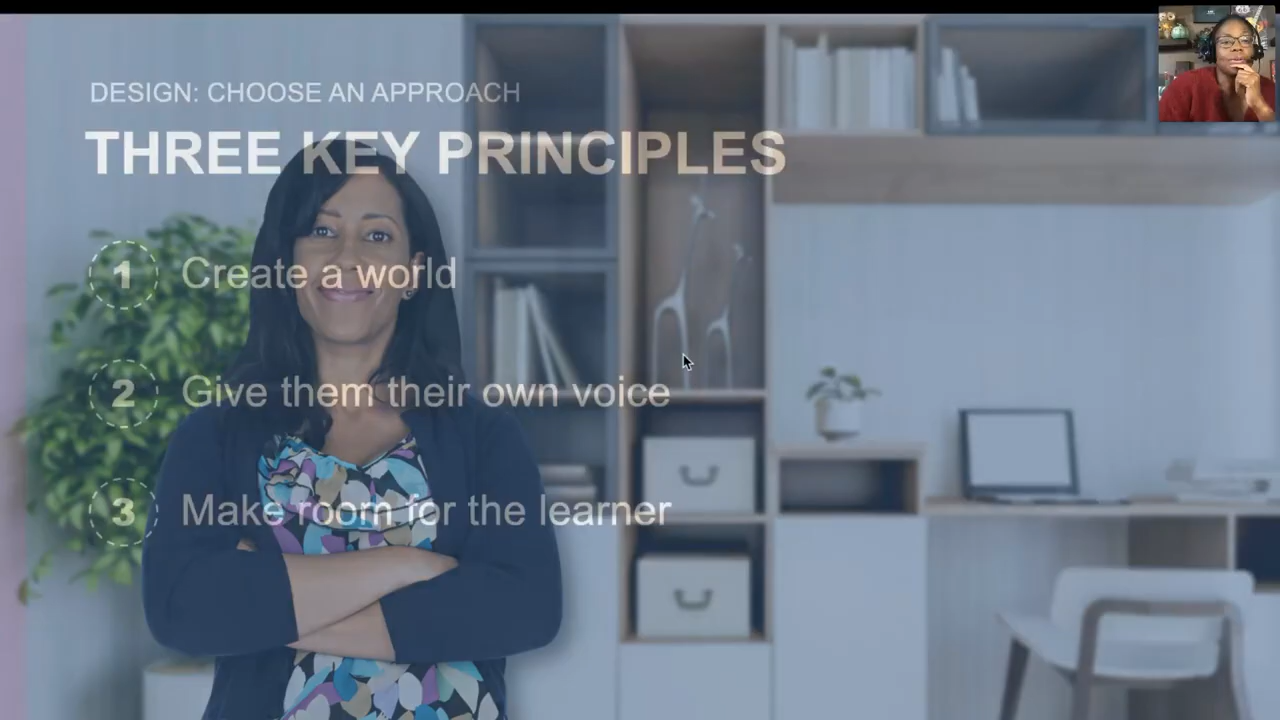 DESIGN: CHOOSE AN APPROACH
THREE KEY PRINCIPLES
1 Create a world
2 Give them their own voice
3 Make room for the learner